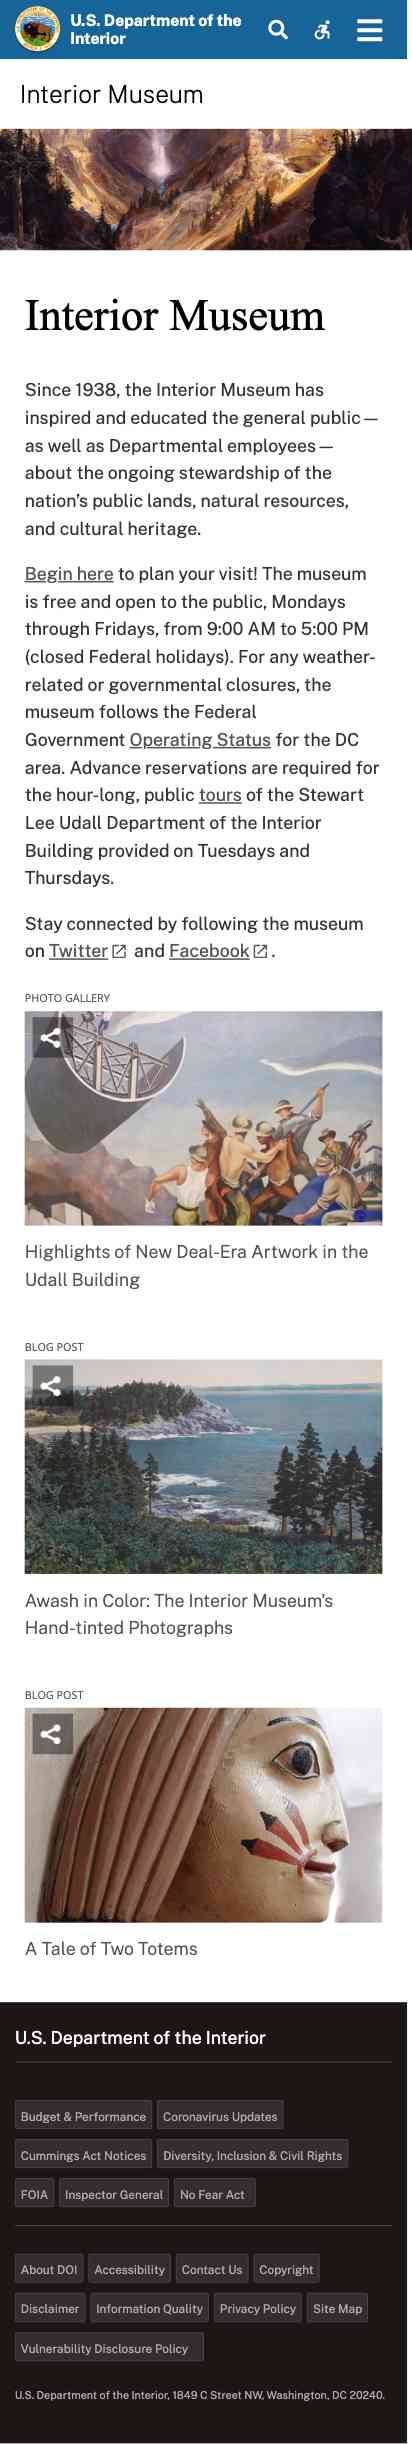 U.S. Department of the
Interior
Interior Museum
Interior Museum
Since 1938, the Interior Museum has
inspired and educated the general public—
as well as Departmental employees—
about the ongoing stewardship of the
nation's public lands, natural resources,
and cultural heritage.
Begin here to plan your visit! The museum
is free and open to the public, Mondays
through Fridays, from 9:00 AM to 5:00 PM
(closed Federal holidays). For any weather-
related or governmental closures, the
museum follows the Federal
Government Operating Status for the DC
area. Advance reservations are required for
the hour-long, public tours of the Stewart
Lee Udall Department of the Interior
Building provided on Tuesdays and
Thursdays.
Stay connected by following the museum
on Twitter and Facebook.
PHOTO GALLERY
Highlights of New Deal-Era Artwork in the
Udall Building
BLOG POST
Awash in Color: The Interior Museum's
Hand-tinted Photographs
BLOG POST
A Tale of Two Totems
U.S. Department of the Interior
Budget & Performance Coronavirus Updates
Cummings Act Notices Diversity, Inclusion & Civil Rights
FOIA Inspector General No Fear Act
About DOI Accessibility Contact Us Copyright
Disclaimer Information Quality Privacy Policy Site Map
Vulnerability Disclosure Policy
U.S. Department of the Interior, 1849 C Street NW, Washington, DC 20240.